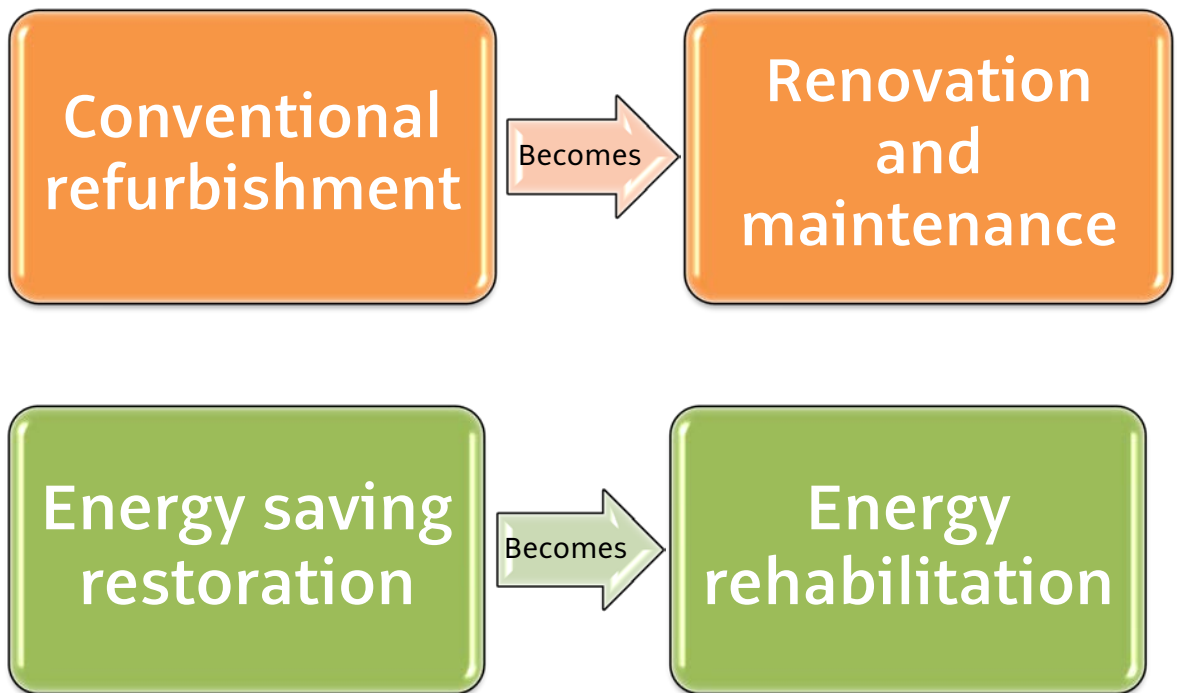 Conventional
refurbishment
Becomes
Renovation
and
maintenance
Energy saving
restoration
Becomes
Energy
rehabilitation